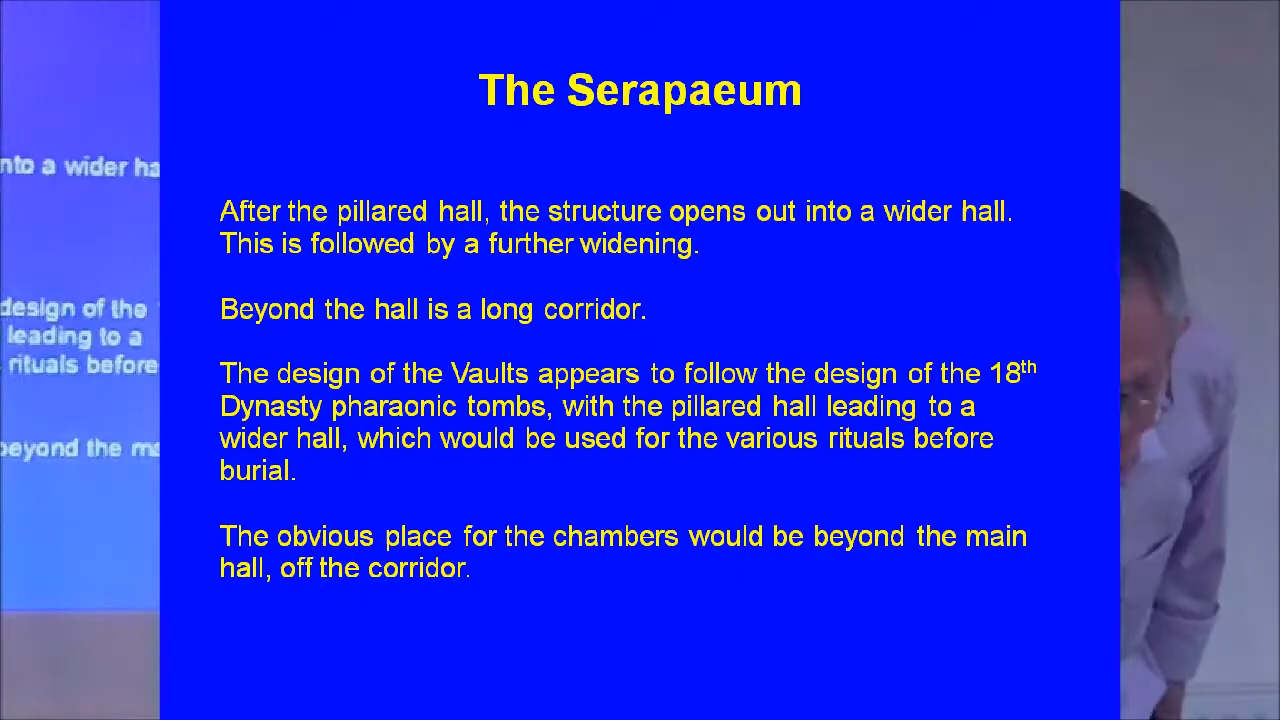 The Serapaeum
After the pillared hall, the structure opens out into a wider hall.
This is followed by a further widening.
Beyond the hall is a long corridor.
The design of the Vaults appears to follow the design of the 18th
Dynasty pharaonic tombs, with the pillared hall leading to a
wider hall, which would be used for the various rituals before
burial.
The obvious place for the chambers would be beyond the main
hall, off the corridor.
into a wider
design of the
leading to a
rituals before
beyond the